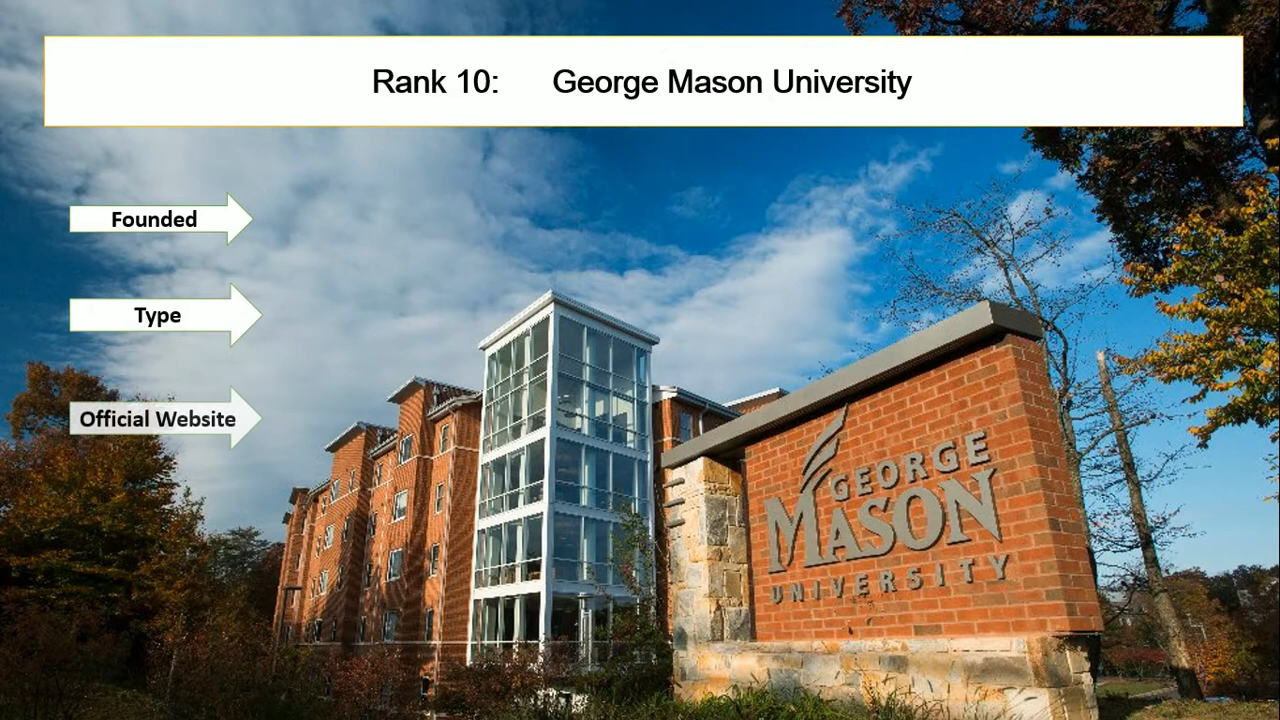 Rank 10: George Mason University
Founded
Type
Official Website
GEORGE
MASON
UNIVERSITY